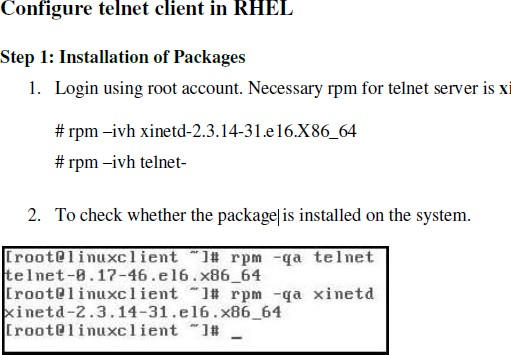 Configure telnet client in RHEL
Step 1: Installation of Packages
1. Login using root account. Necessary rpm for telnet server is
# rpm –ivh xinetd-2.3.14-31.e16.X86_64
# rpm –ivh telnet-
2. To check whether the package is installed on the system.
[root@linuxclient ~]# rpm -qa telnet
telnet-0.17-46.el6.x86_64
[root@linuxclient ~]# rpm -qa xinetd
xinetd-2.3.14-31.el6.x86_64
[root@linuxclient ~]# _